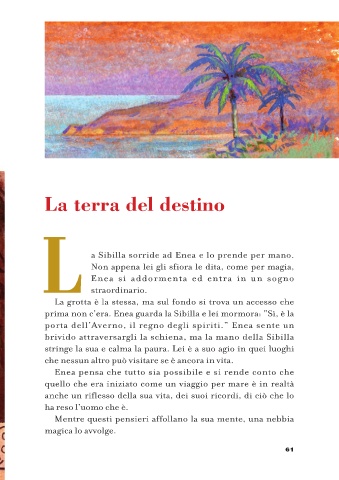 La terra del destino
La Sibilla sorride ad Enea e lo prende per mano.
Non appena lei gli sfiora le dita, come per magia,
Enea si addormenta ed entra in un sogno
straordinario.
La grotta è la stessa, ma sul fondo si trova un accesso che
prima non c'era. Enea guarda la Sibilla e lei mormora: "Sì, è la
porta dell'Averno, il regno degli spiriti." Enea sente un
brivido attraversargli la schiena, ma la mano della Sibilla
stringe la sua e calma la paura. Lei è a suo agio in quei luoghi
che nessun altro può visitare se è ancora in vita.
Enea pensa che tutto sia possibile e si rende conto che
quello che era iniziato come un viaggio per mare è in realtà
anche un riflesso della sua vita, dei suoi ricordi, di ciò che lo
ha reso l'uomo che è.
Mentre questi pensieri affollano la sua mente, una nebbia
magica lo avvolge.
61